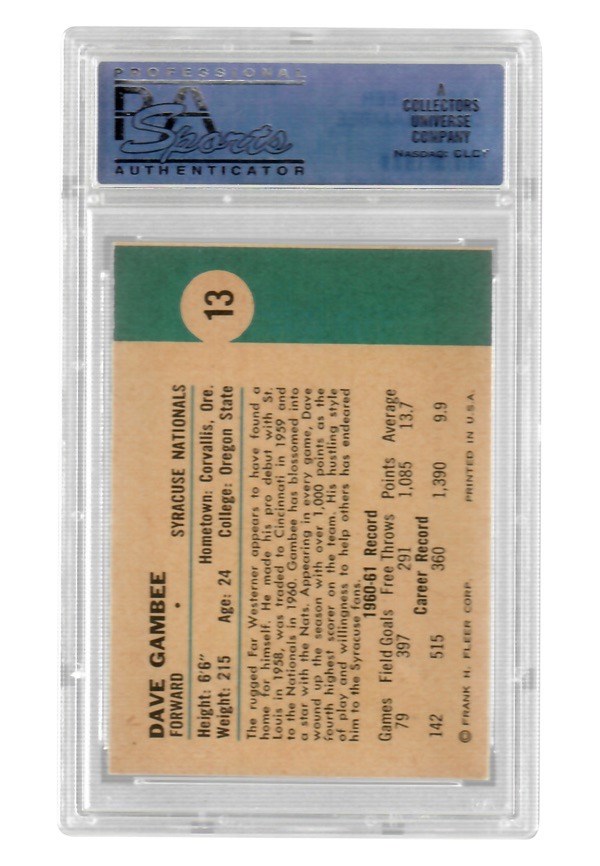 PROFESSIONAL
PSA
Sports
AUTHENTICATOR
A
COLLECTORS
UNIVERSE
COMPANY
NASDAQ: CLCT
13
DAVE GAMBEE
FORWARD SYRACUSE NATIONALS
Height: 6'6" Hometown: Corvallis, Ore.
Weight: 215 Age: 24 College: Oregon State
The rugged Far Westerner appears to have found a
home for himself. He made his pro debut with St.
Louis in 1958, was traded to Cincinnati in 1959 and
to the Nationals in 1960. Gambee has blossomed into
a star with the Nats. Appearing in every game, Dave
wound up the season with over 1,000 points as the
fourth highest scorer on the team. His hustling style
of play and willingness to help others has endeared
him to the Syracuse fans.
1960-61 Record
Games Field Goals Free Throws Points Average
79 397 291 1,085 13.7
Career Record
142 515 360 1,390 9.9
© FRANK H. FLEER CORP. PRINTED IN U.S.A.